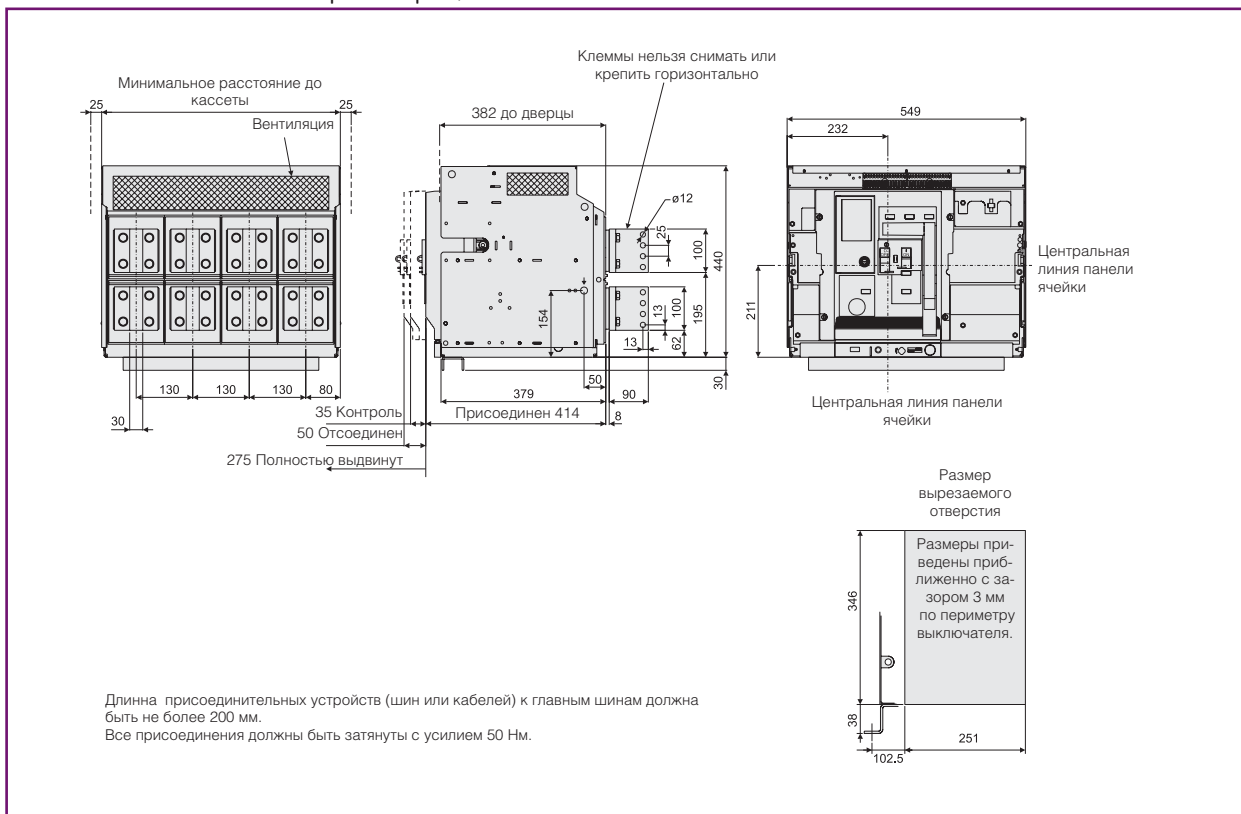 Минимальное расстояние до
кассеты
25
25
Вентиляция
130
130
130
80
30
Клеммы нельзя снимать или
крепить горизонтально
382 до дверцы
ø12
25
100
440
154
13
100
195
13
62
30
50
379
90
35 Контроль
Присоединен 414
8
50 Отсоединен
275 Полностью выдвинут
549
232
211
Центральная
линия панели
ячейки
Центральная линия панели
ячейки
Размер
вырезаемого
отверстия
Размеры при-
ведены приб-
лиженно с за-
зором 3 мм
по периметру
выключателя.
346
38
102.5
251
Длинна присоединительных устройств (шин или кабелей) к главным шинам должна
быть не более 200 мм.
Все присоединения должны быть затянуты с усилием 50 Нм.